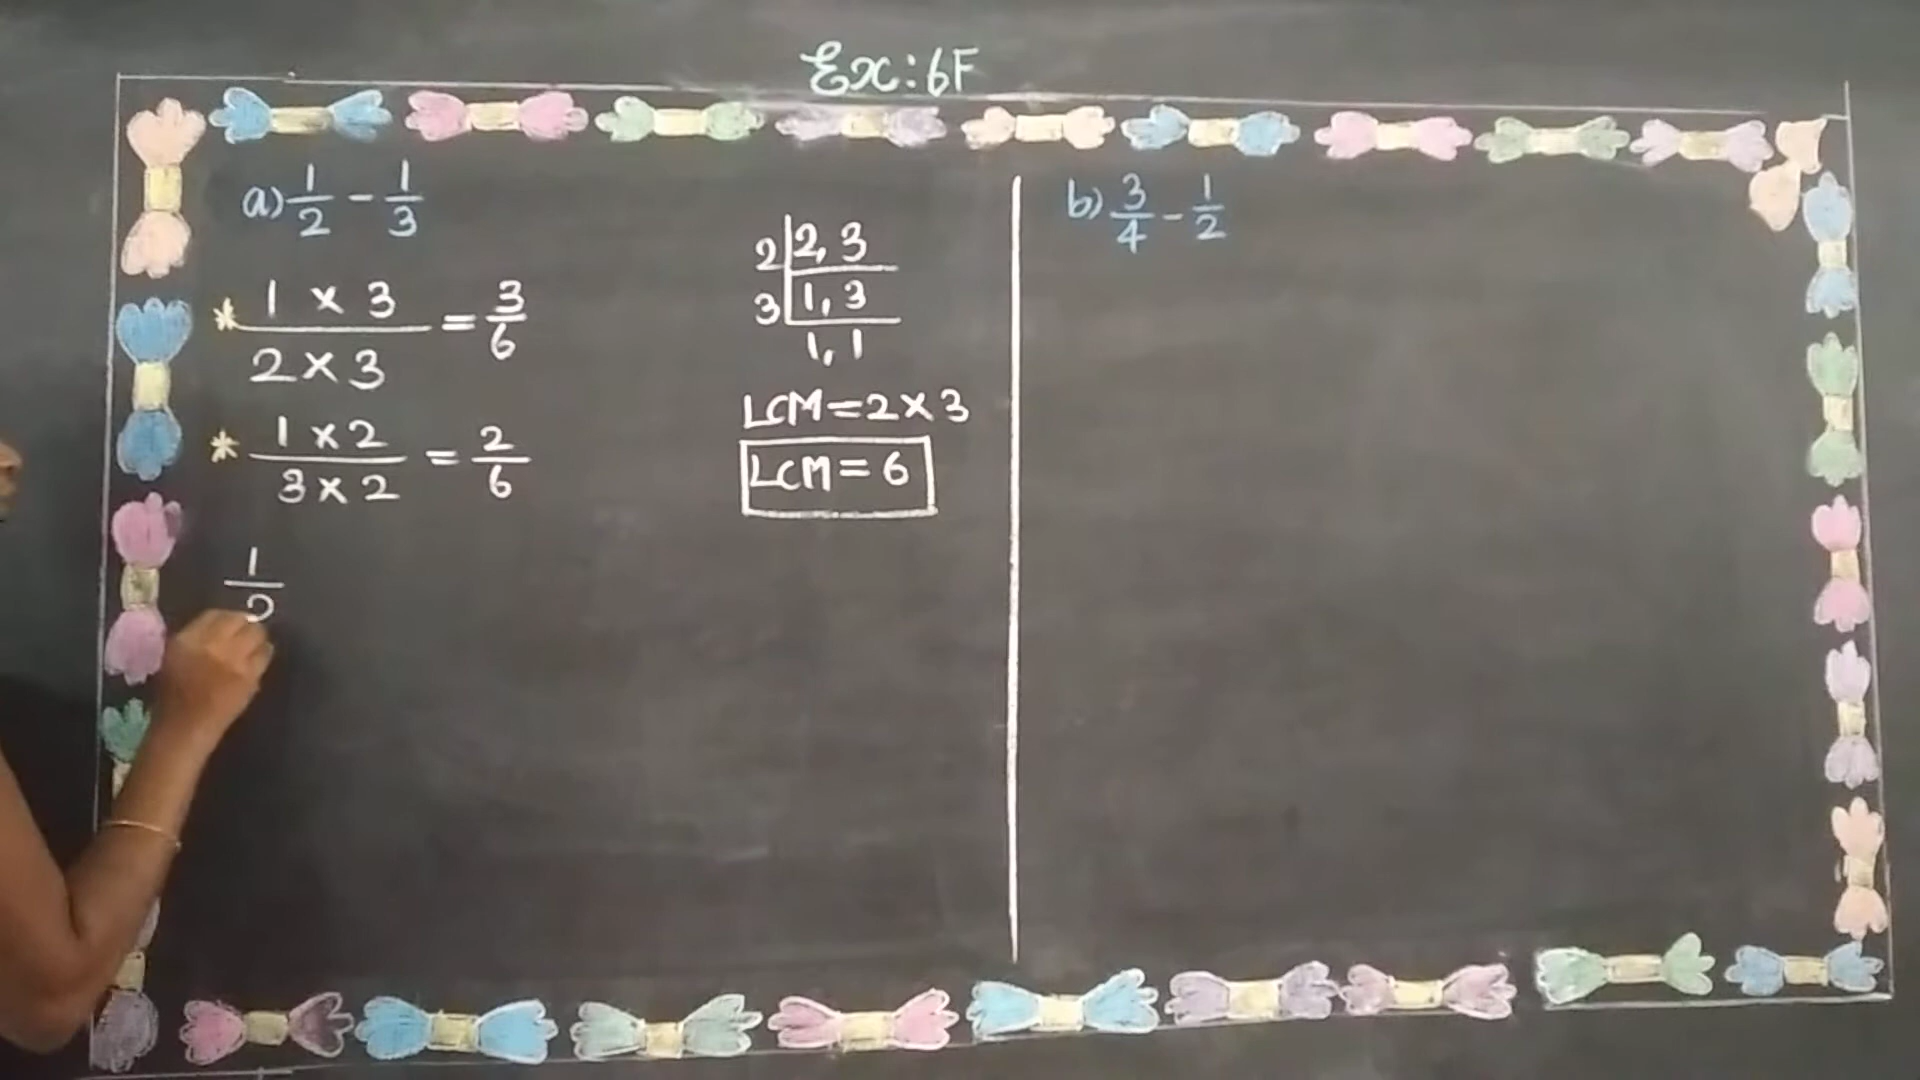 Ex:6F
a) 1/2 - 1/3
* 1 x 3 / 2 x 3 = 3/6
* 1 x 2 / 3 x 2 = 2/6
1/2
2 | 2, 3
3 | 1, 3
1, 1
LCM = 2 x 3
LCM = 6
b) 3/4 - 1/2